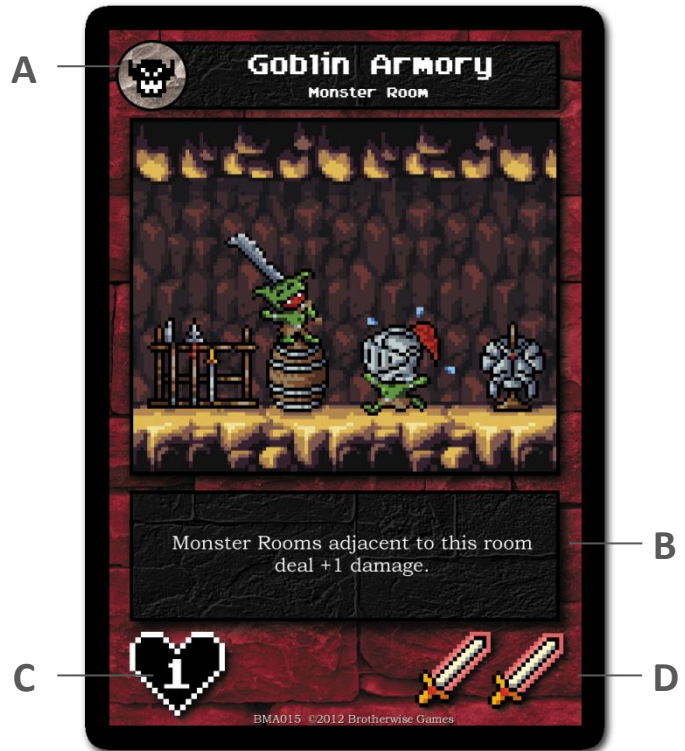 A
Goblin Armory
Monster Room
Monster Rooms adjacent to this room
deal +1 damage.
B
C
1
D
BMA015 ©2012 Brotherwise Games